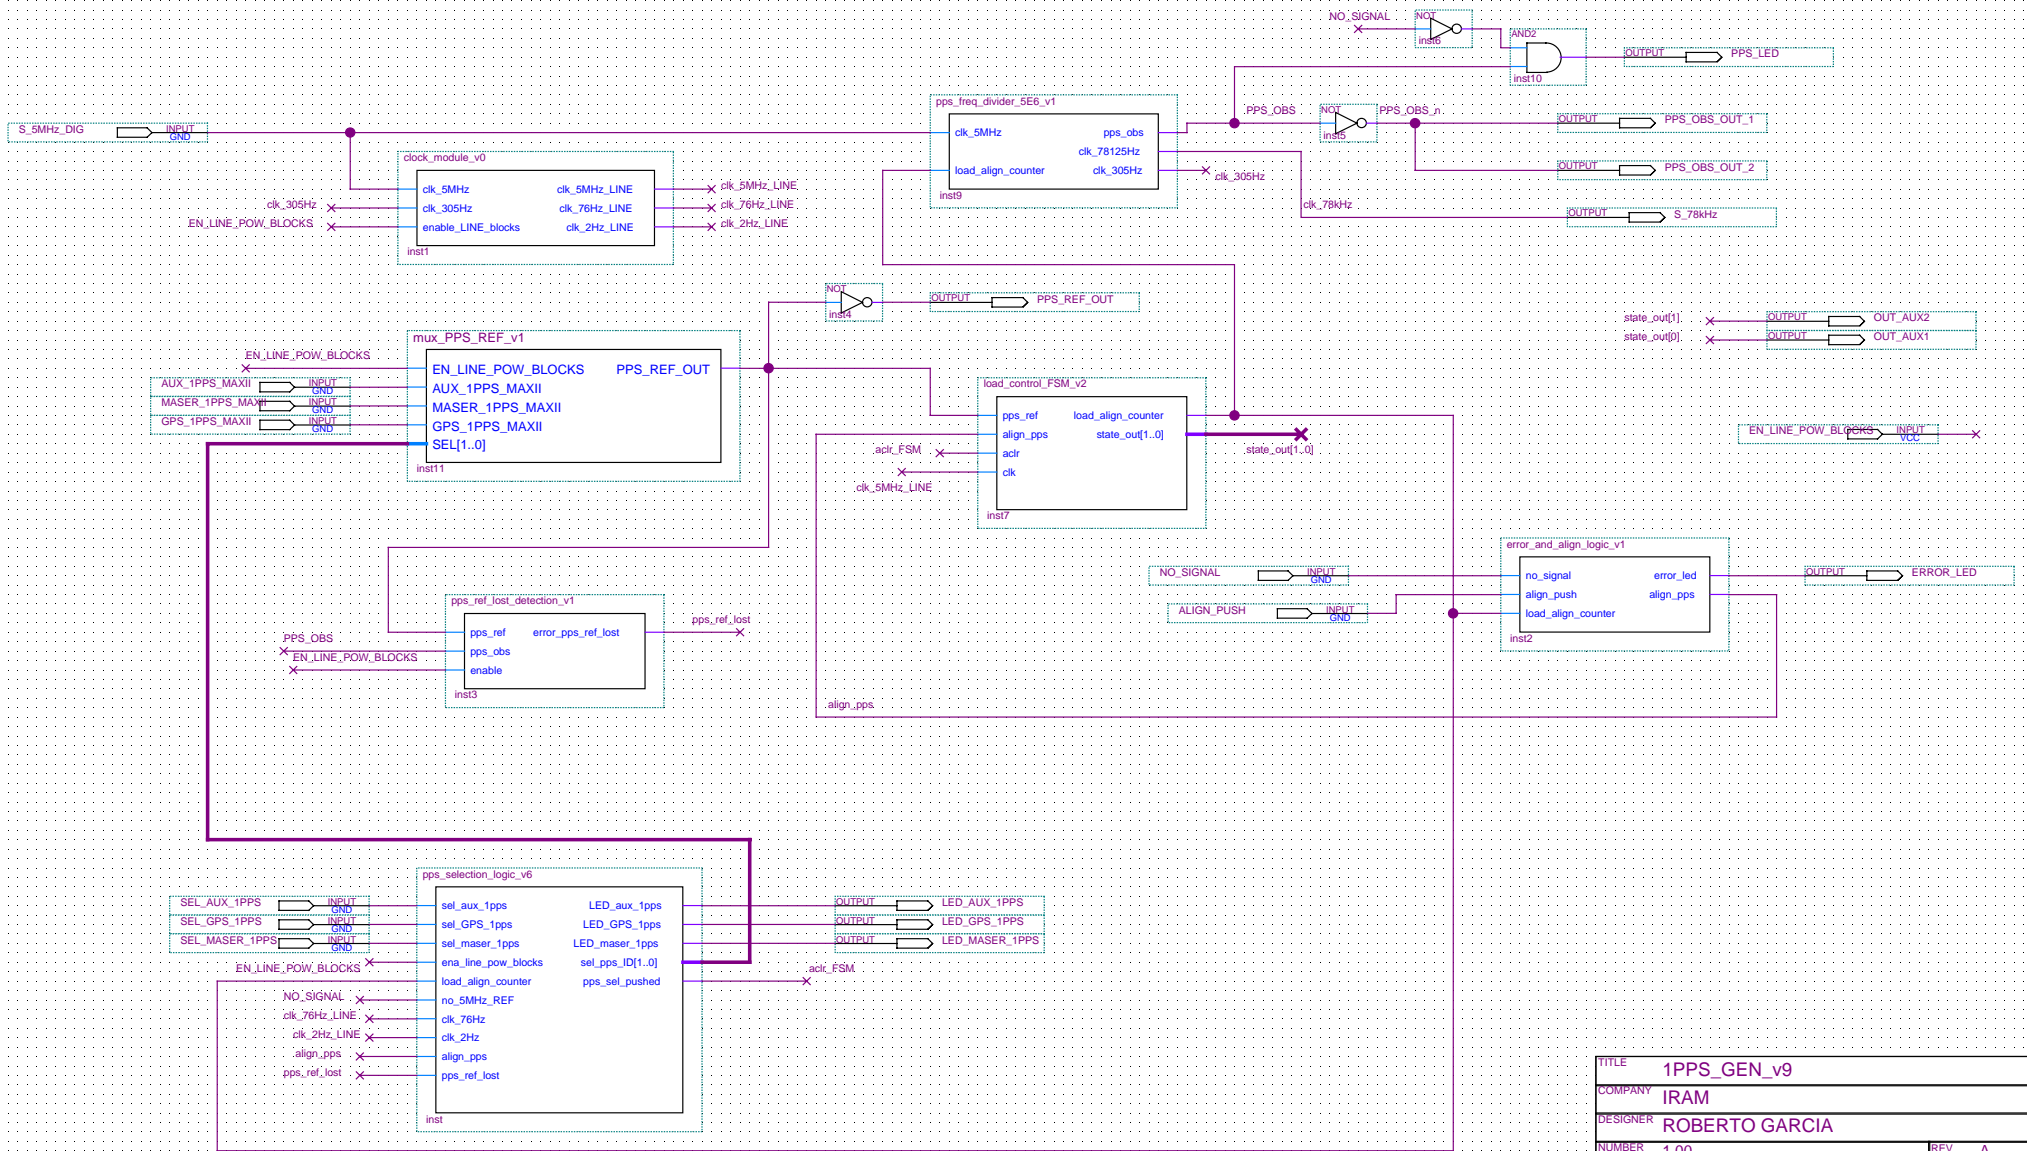 NO_SIGNAL
NOT
inst6
AND2
inst10
OUTPUT
PPS_LED
S_5MHz_DIG
INPUT
GND
pps_freq_divider_5E6_v1
clk_5MHz
load_align_counter
pps_obs
clk_78125Hz
clk_305Hz
inst9
clk_305Hz
PPS_OBS
NOT
inst5
PPS_OBS_n
OUTPUT
PPS_OBS_OUT_1
OUTPUT
PPS_OBS_OUT_2
clk_78kHz
OUTPUT
S_78kHz
clock_module_v0
clk_5MHz
clk_305Hz
enable_LINE_blocks
clk_5MHz_LINE
clk_76Hz_LINE
clk_2Hz_LINE
inst1
clk_305Hz
EN_LINE_POW_BLOCKS
clk_5MHz_LINE
clk_76Hz_LINE
clk_2Hz_LINE
NOT
inst4
OUTPUT
PPS_REF_OUT
state_out[1]
OUTPUT
OUT_AUX2
state_out[0]
OUTPUT
OUT_AUX1
mux_PPS_REF_v1
EN_LINE_POW_BLOCKS
AUX_1PPS_MAXII
INPUT
GND
MASER_1PPS_MAXII
INPUT
GND
GPS_1PPS_MAXII
INPUT
GND
EN_LINE_POW_BLOCKS
PPS_REF_OUT
AUX_1PPS_MAXII
MASER_1PPS_MAXII
GPS_1PPS_MAXII
SEL[1..0]
inst11
load_control_FSM_v2
pps_ref
load_align_counter
align_pps
state_out[1..0]
aclr
clk
inst7
aclr_FSM
clk_5MHz_LINE
state_out[1..0]
EN_LINE_POW_BLOCKS
INPUT
VCC
error_and_align_logic_v1
no_signal
error_led
align_push
align_pps
load_align_counter
inst2
NO_SIGNAL
INPUT
GND
ALIGN_PUSH
INPUT
GND
OUTPUT
ERROR_LED
pps_ref_lost_detection_v1
pps_ref
error_pps_ref_lost
pps_obs
enable
inst3
PPS_OBS
EN_LINE_POW_BLOCKS
pps_ref_lost
align_pps
pps_selection_logic_v6
SEL_AUX_1PPS
INPUT
GND
SEL_GPS_1PPS
INPUT
GND
SEL_MASER_1PPS
INPUT
GND
EN_LINE_POW_BLOCKS
NO_SIGNAL
clk_76Hz_LINE
clk_2Hz_LINE
align_pps
pps_ref_lost
sel_aux_1pps
LED_aux_1pps
sel_GPS_1pps
LED_GPS_1pps
sel_maser_1pps
LED_maser_1pps
ena_line_pow_blocks
sel_pps_ID[1..0]
load_align_counter
pps_sel_pushed
no_5MHz_REF
clk_76Hz
clk_2Hz
align_pps
pps_ref_lost
inst
OUTPUT
LED_AUX_1PPS
OUTPUT
LED_GPS_1PPS
OUTPUT
LED_MASER_1PPS
aclr_FSM
TITLE 1PPS_GEN_v9
COMPANY IRAM
DESIGNER ROBERTO GARCIA
NUMBER 1.00 REV A